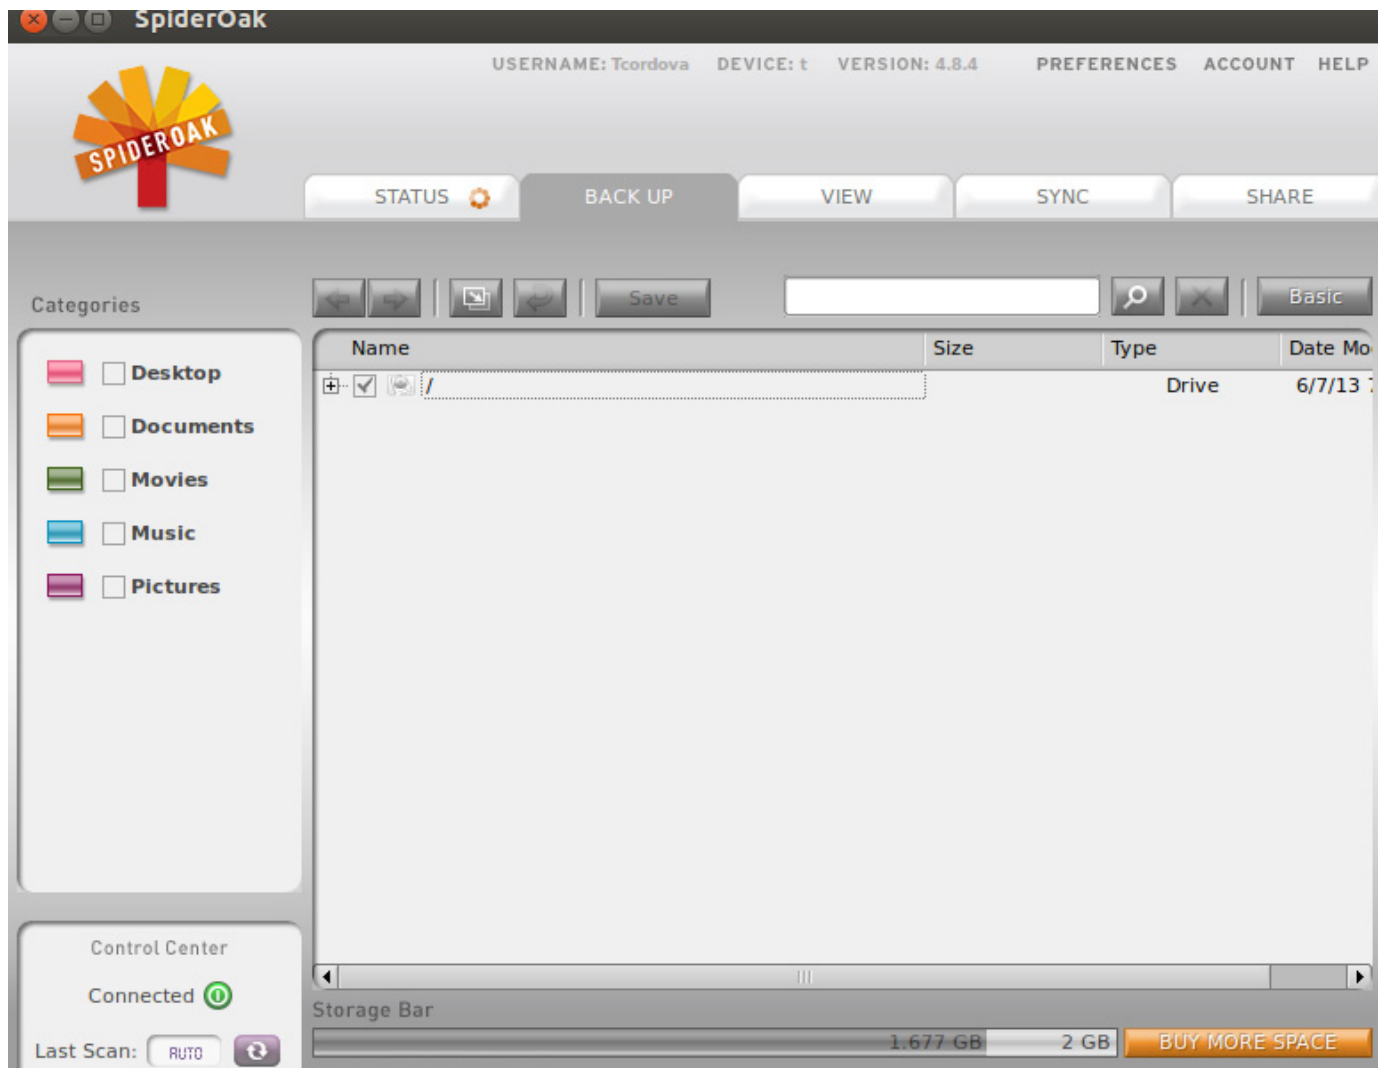 SpiderOak
USERNAME: Tcordova DEVICE: t VERSION: 4.8.4 PREFERENCES ACCOUNT HELP
SPIDEROAK
STATUS BACK UP VIEW SYNC SHARE
Categories
Save
Basic
Name Size Type Date Mo
/ Drive 6/7/13
Desktop
Documents
Movies
Music
Pictures
Control Center
Connected
Last Scan: AUTO
Storage Bar
1.677 GB 2 GB BUY MORE SPACE